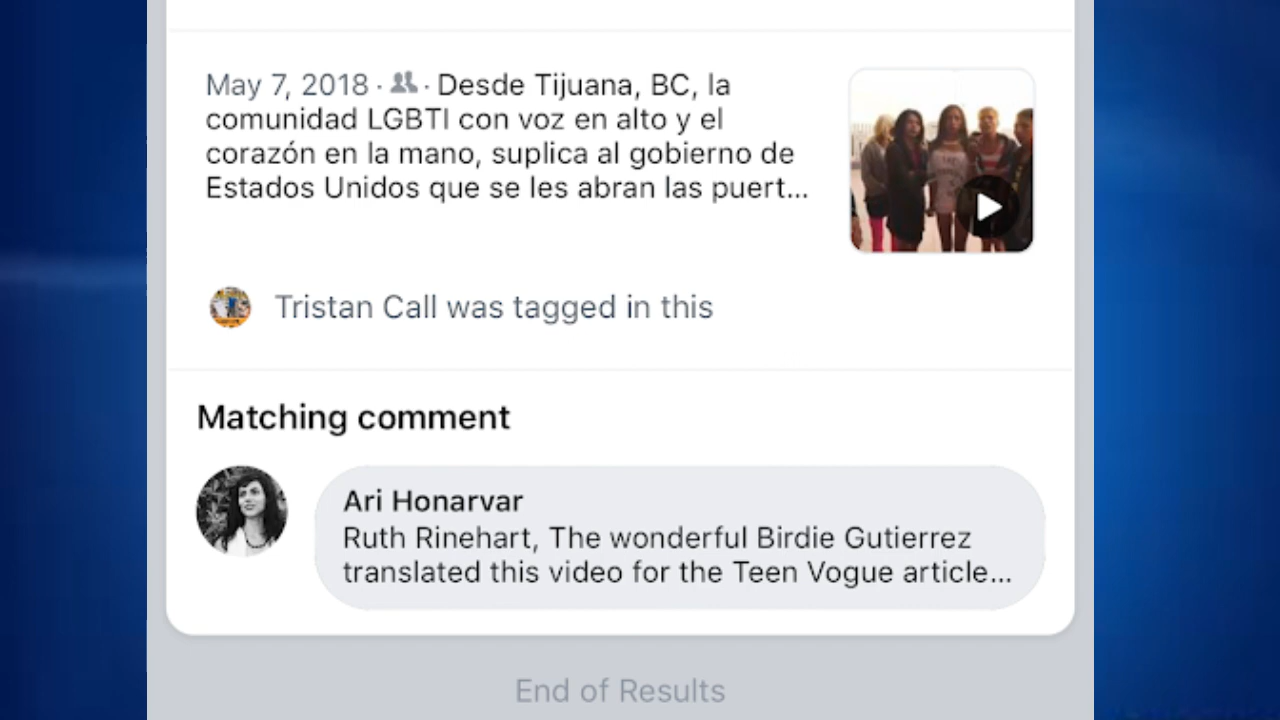 May 7, 2018 · · Desde Tijuana, BC, la
comunidad LGBTI con voz en alto y el
corazón en la mano, suplica al gobierno de
Estados Unidos que se les abran las puert...
Tristan Call was tagged in this
Matching comment
Ari Honarvar
Ruth Rinehart, The wonderful Birdie Gutierrez
translated this video for the Teen Vogue article...
End of Results